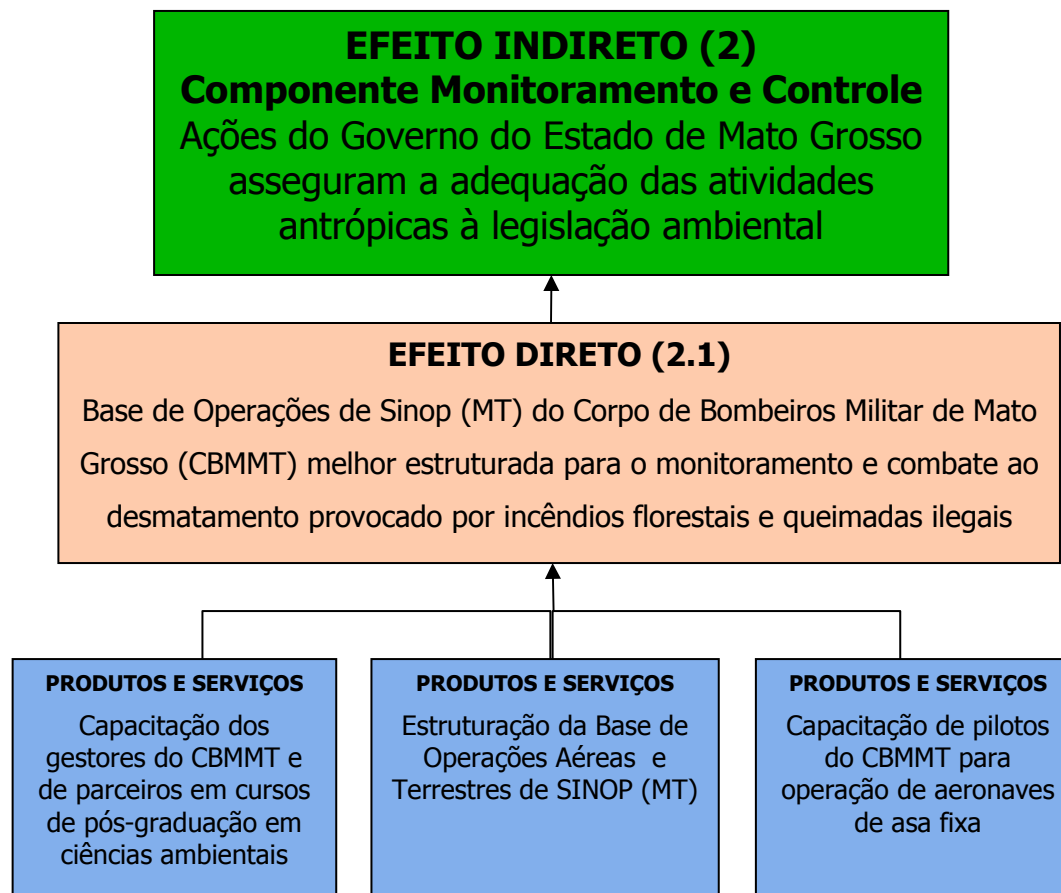 EFEITO INDIRETO (2)
Componente Monitoramento e Controle
Ações do Governo do Estado de Mato Grosso
asseguram a adequação das atividades
antrópicas à legislação ambiental
EFEITO DIRETO (2.1)
Base de Operações de Sinop (MT) do Corpo de Bombeiros Militar de Mato
Grosso (CBMMT) melhor estruturada para o monitoramento e combate ao
desmatamento provocado por incêndios florestais e queimadas ilegais
PRODUTOS E SERVIÇOS
Capacitação dos
gestores do CBMMT e
de parceiros em cursos
de pós-graduação em
ciências ambientais
PRODUTOS E SERVIÇOS
Estruturação da Base de
Operações Aéreas e
Terrestres de SINOP (MT)
PRODUTOS E SERVIÇOS
Capacitação de pilotos
do CBMMT para
operação de aeronaves
de asa fixa